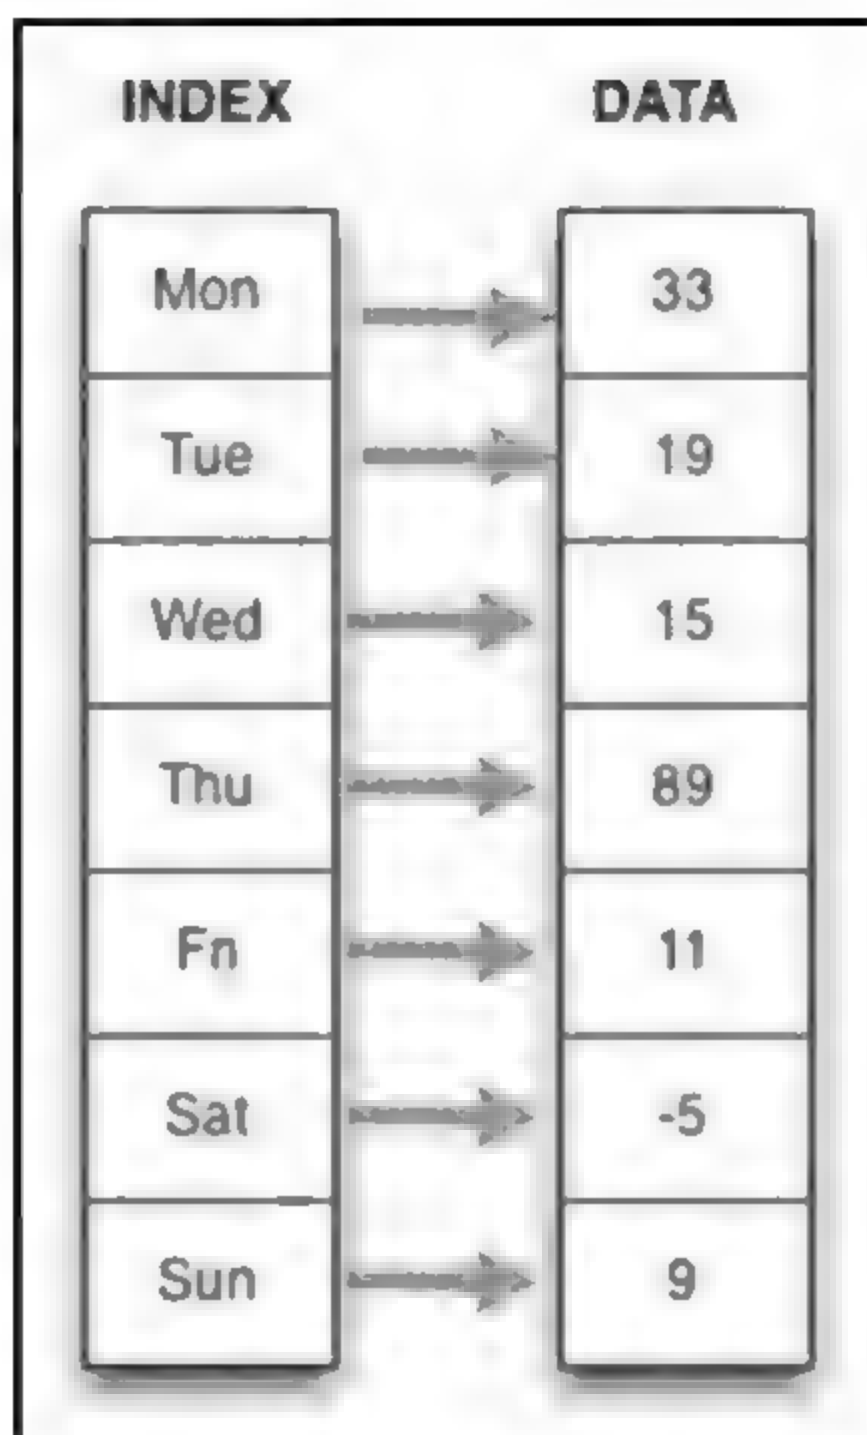 INDEX DATA
Mon 33
Tue 19
Wed 15
Thu 89
Fn 11
Sat -5
Sun 9